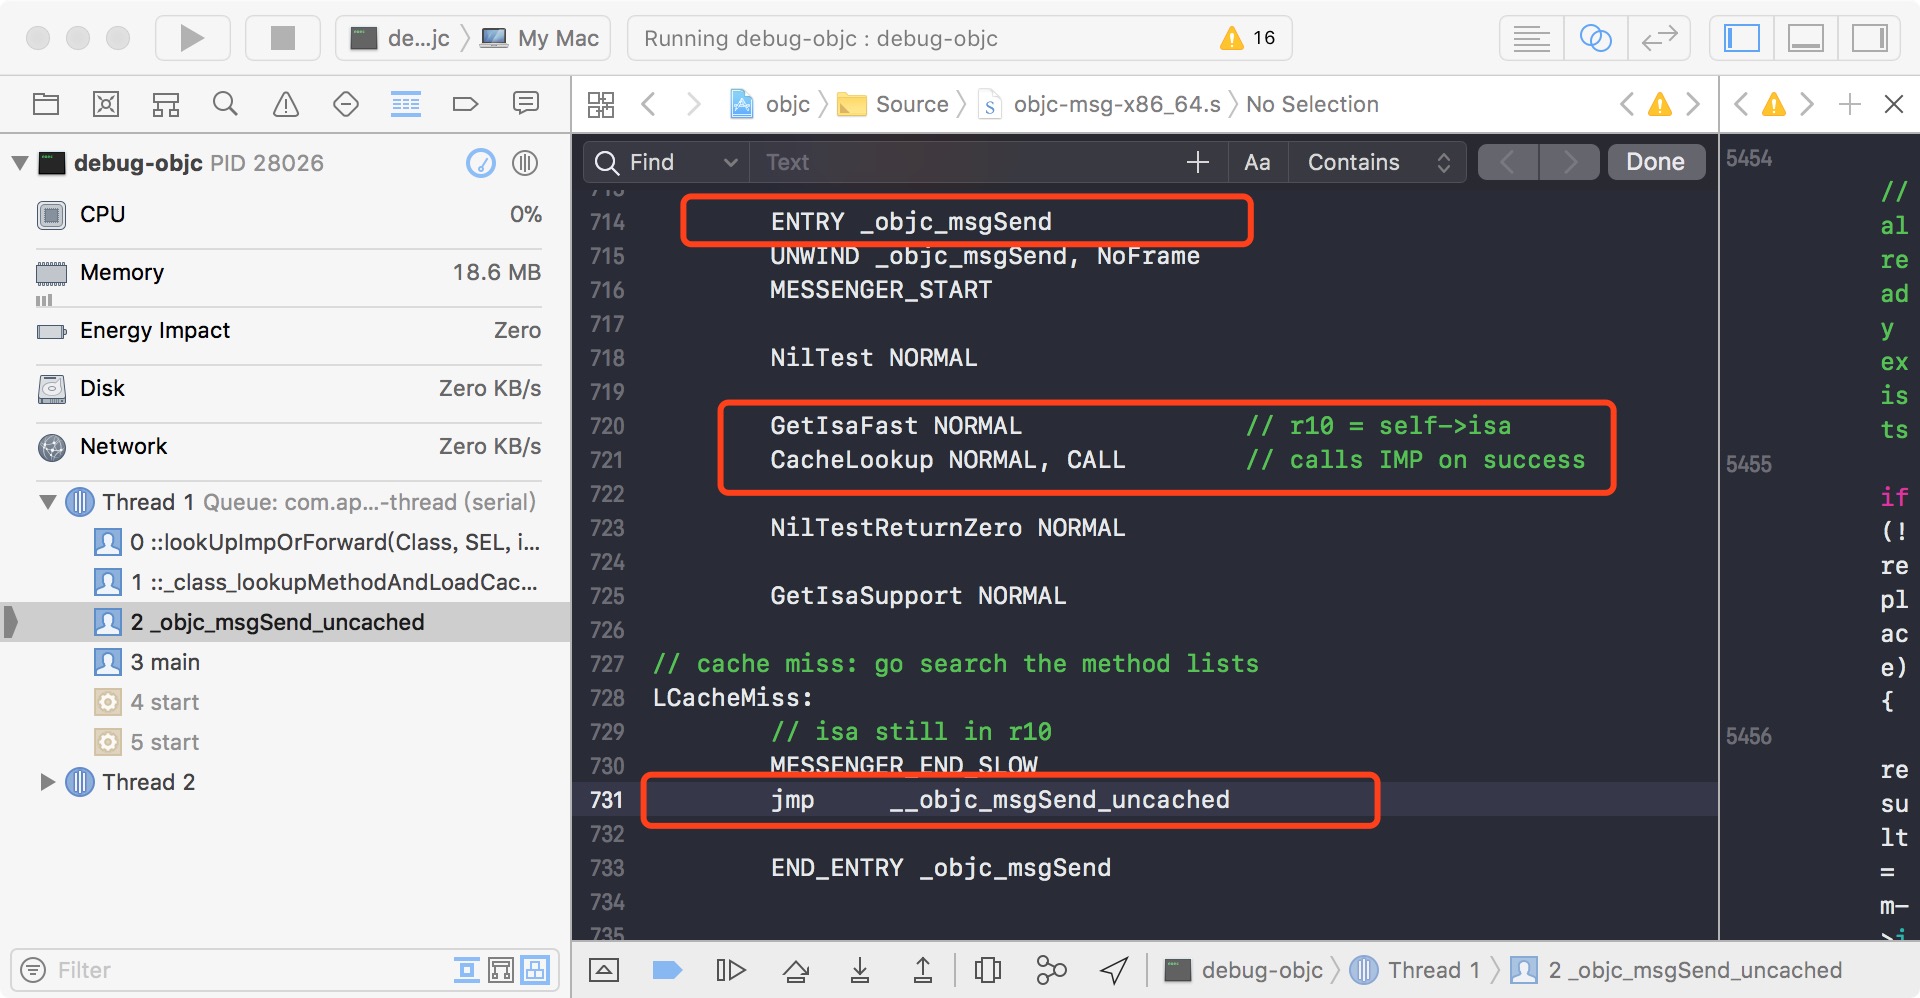 de...jc
My Mac
Running debug-objc : debug-objc
16
objc
Source
objc-msg-x86_64.s
No Selection
debug-objc PID 28026
CPU
0%
Memory
18.6 MB
Energy Impact
Zero
Disk
Zero KB/s
Network
Zero KB/s
Thread 1 Queue: com.ap...-thread (serial)
0 ::lookUpImpOrForward(Class, SEL, i...
1 ::_class_lookupMethodAndLoadCac...
2 _objc_msgSend_uncached
3 main
4 start
5 start
Thread 2
Filter
Find
Text
Aa
Contains
Done
714 ENTRY _objc_msgSend
715 UNWIND _objc_msgSend, NoFrame
716 MESSENGER_START
717
718 NilTest NORMAL
719
720 GetIsaFast NORMAL // r10 = self->isa
721 CacheLookup NORMAL, CALL // calls IMP on success
722
723 NilTestReturnZero NORMAL
724
725 GetIsaSupport NORMAL
726
727 // cache miss: go search the method lists
728 LCacheMiss:
729 // isa still in r10
730 MESSENGER_END_SLOW
731 jmp __objc_msgSend_uncached
732
733 END_ENTRY _objc_msgSend
734
735
5454
//
al
re
ad
y
ex
is
ts
5455
if
(!
re
pl
ac
e)
{
5456
re
su
lt
=
m-
>i
debug-objc
Thread 1
2 _objc_msgSend_uncached